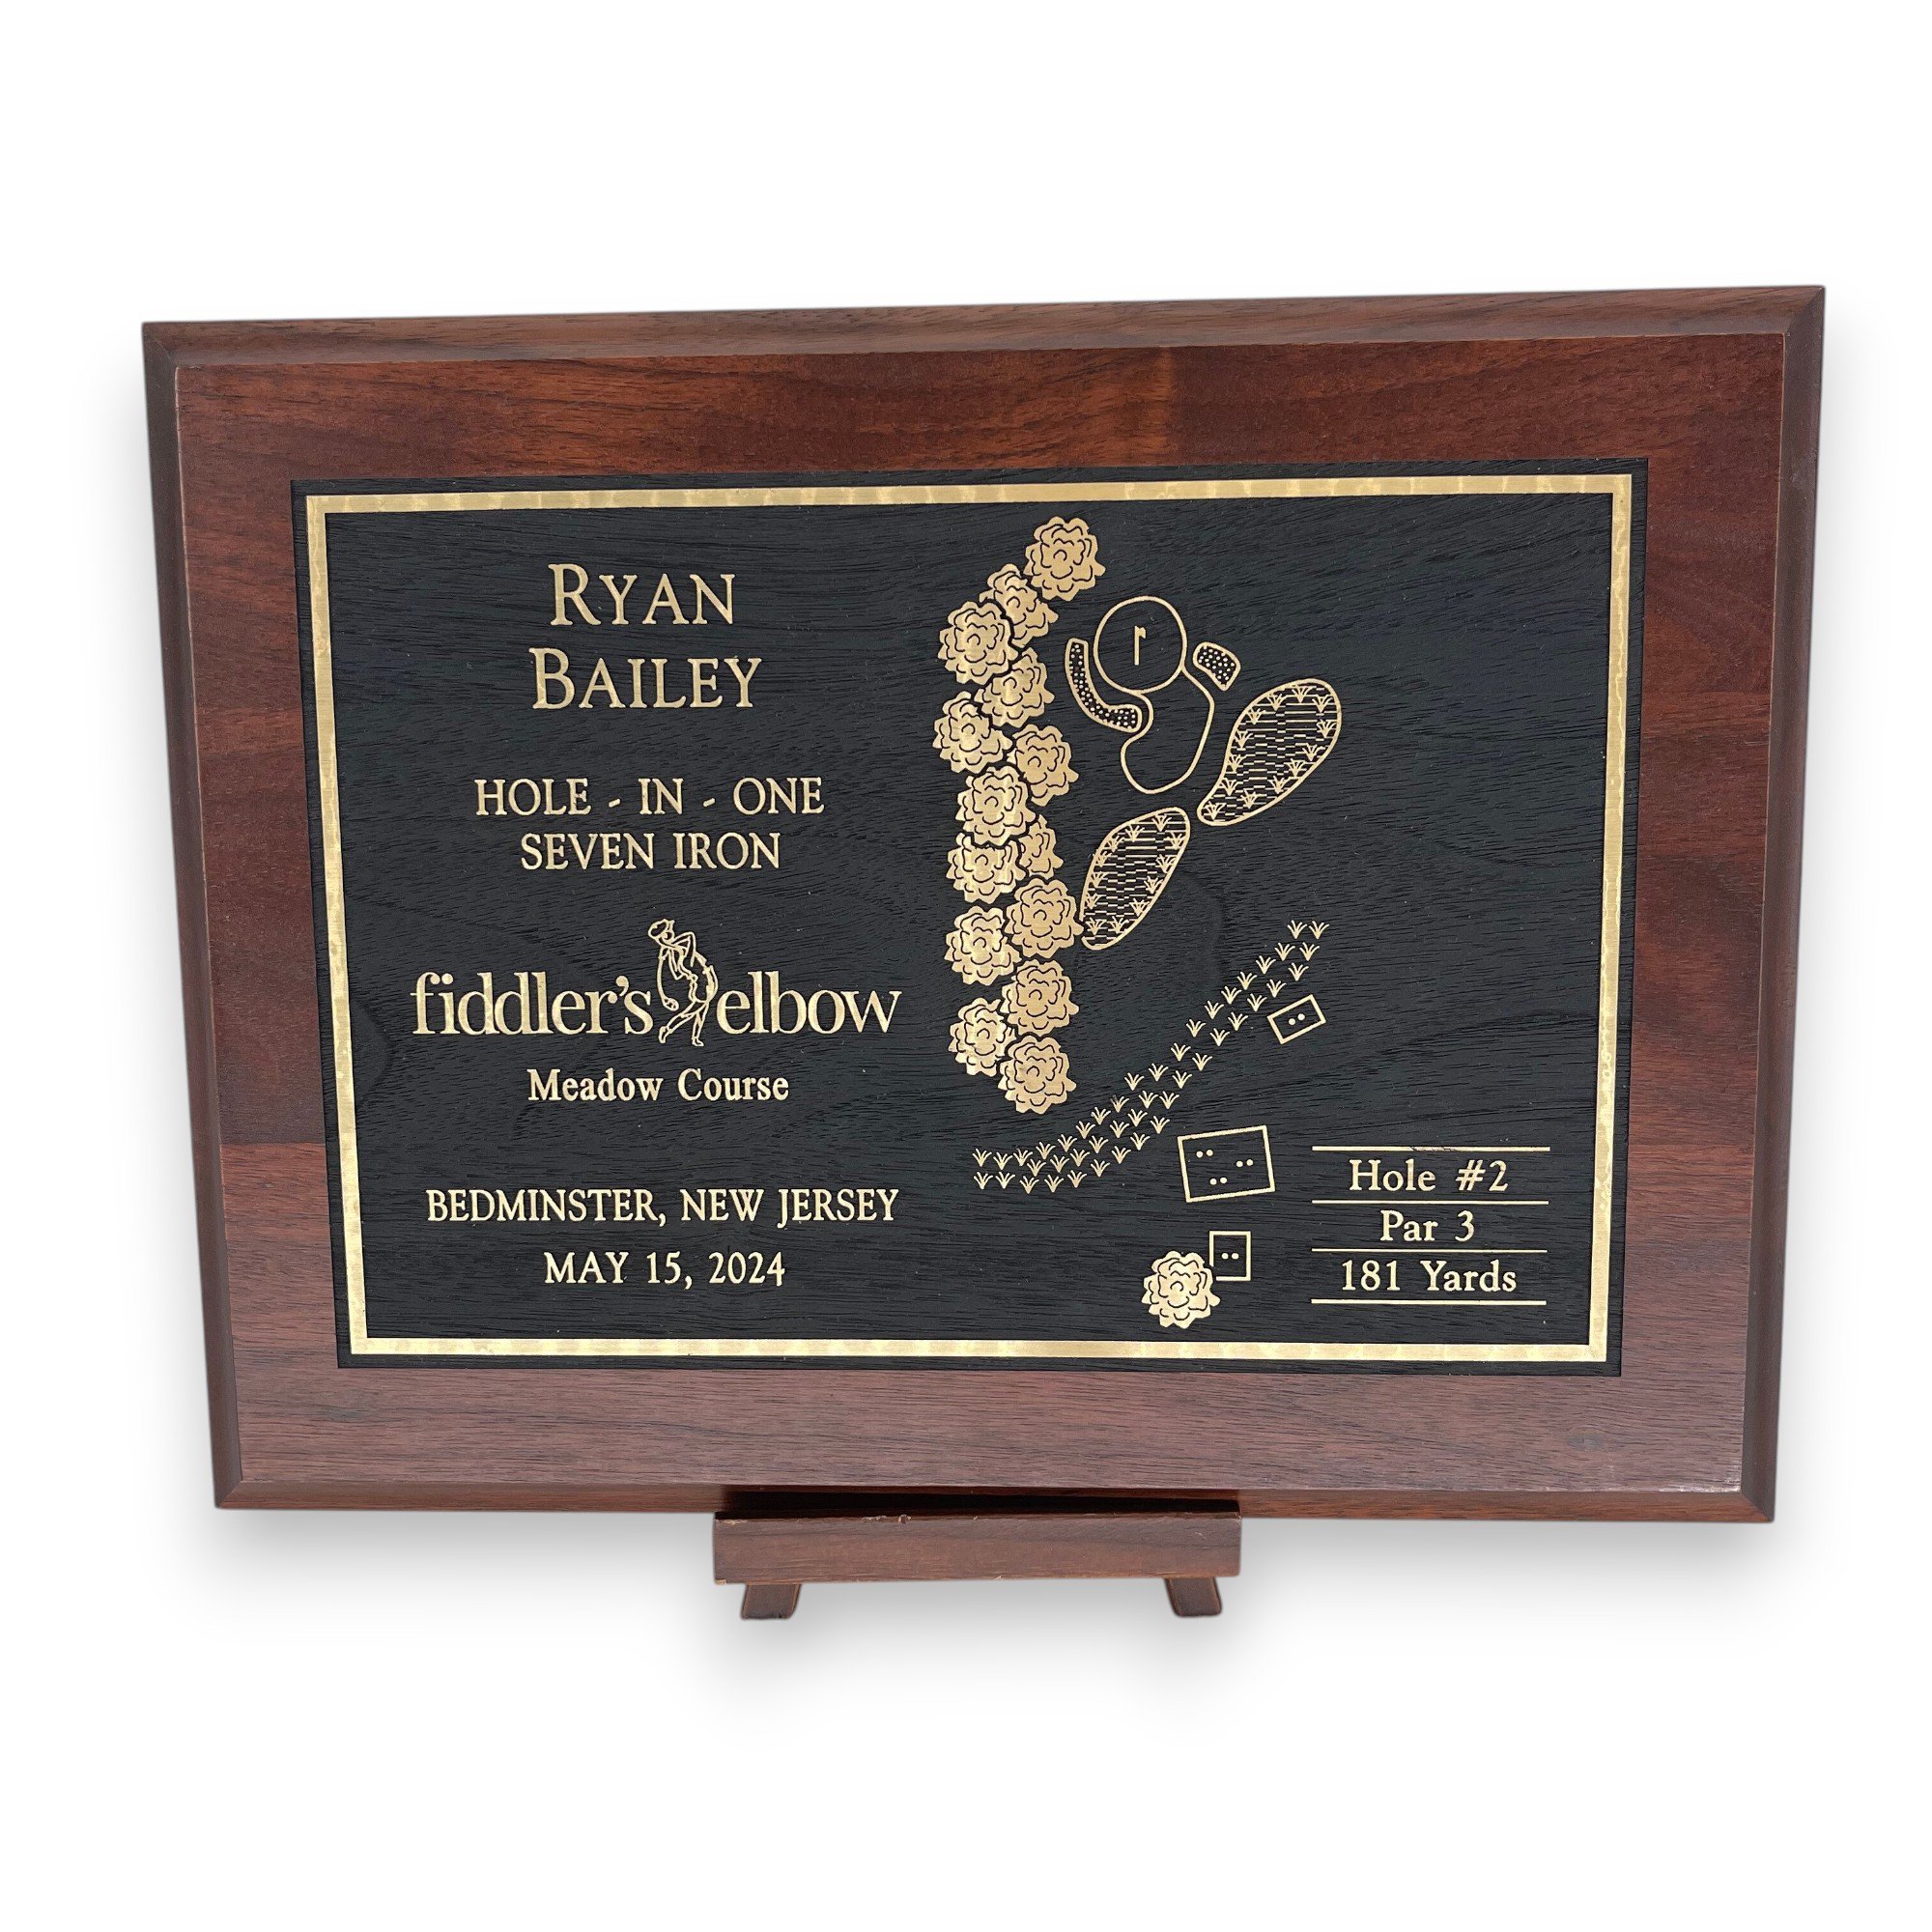 RYAN
BAILEY
HOLE - IN - ONE
SEVEN IRON
fiddler's elbow
Meadow Course
BEDMINSTER, NEW JERSEY
MAY 15, 2024
Hole #2
Par 3
181 Yards